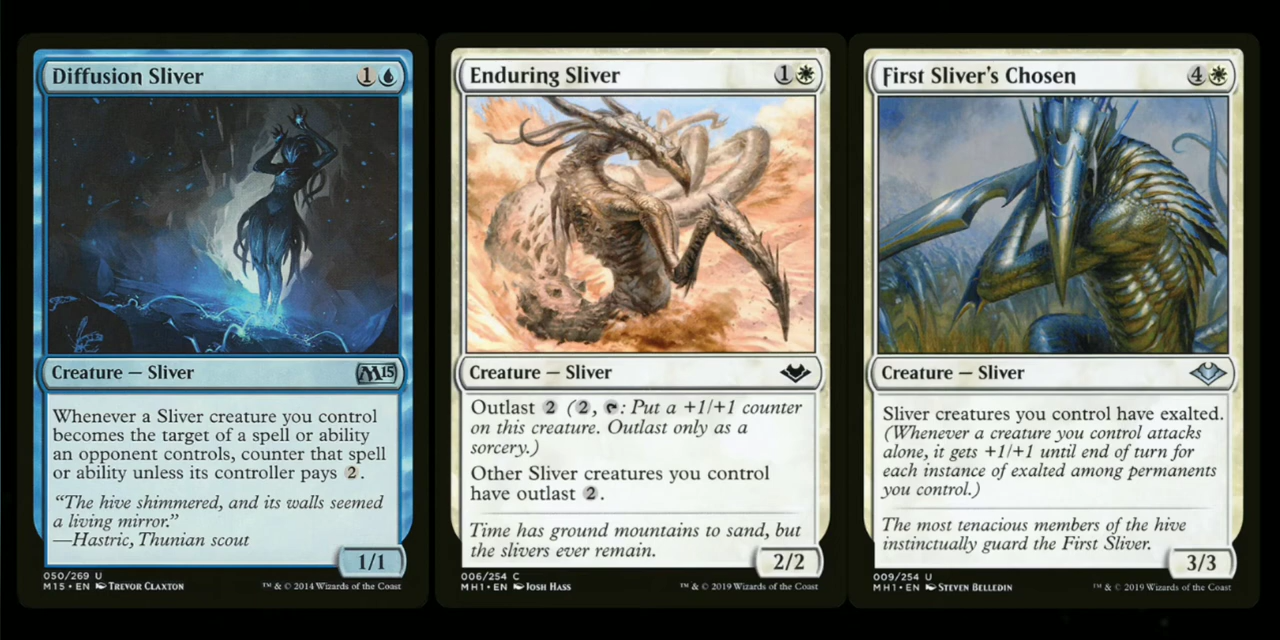 Diffusion Sliver 1
Creature — Sliver M15
Whenever a Sliver creature you control
becomes the target of a spell or ability
an opponent controls, counter that spell
or ability unless its controller pays 2.
“The hive shimmered, and its walls seemed
a living mirror.”
—Hastric, Thunian scout
1/1
050/269 U
M15 • EN Trevor Claxton ™ & © 2014 Wizards of the Coast
Enduring Sliver 1
Creature — Sliver
Outlast 2 (2, : Put a +1/+1 counter
on this creature. Outlast only as a
sorcery.)
Other Sliver creatures you control
have outlast 2.
Time has ground mountains to sand, but
the slivers ever remain.
2/2
006/254 C
MH1 • EN Josh Hass ™ & © 2019 Wizards of the Coast
First Sliver's Chosen 4
Creature — Sliver
Sliver creatures you control have exalted.
(Whenever a creature you control attacks
alone, it gets +1/+1 until end of turn for
each instance of exalted among permanents
you control.)
The most tenacious members of the hive
instinctually guard the First Sliver.
3/3
009/254 U
MH1 • EN Steven Belledin ™ & © 2019 Wizards of the Coast